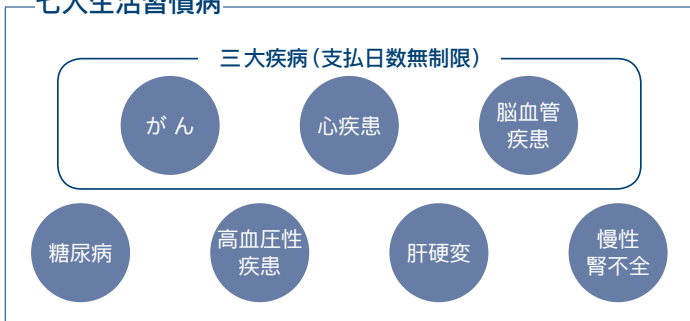 七大生活習慣病
三大疾病(支払日数無制限)
がん
心疾患
脳血管
疾患
糖尿病
高血圧性
疾患
肝硬変
慢性
腎不全